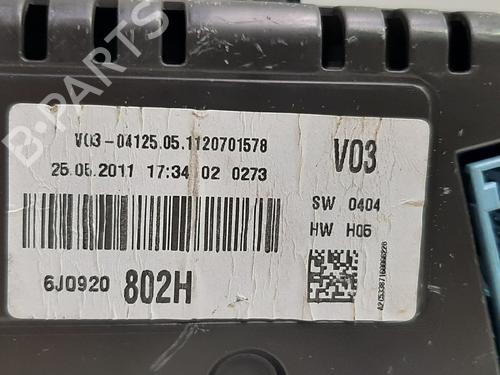 V03-04125.05.1120701578
25.05.2011 17:34 02 0273
V03
SW 0404
HW H05
6J0920 802H
B-PARTS